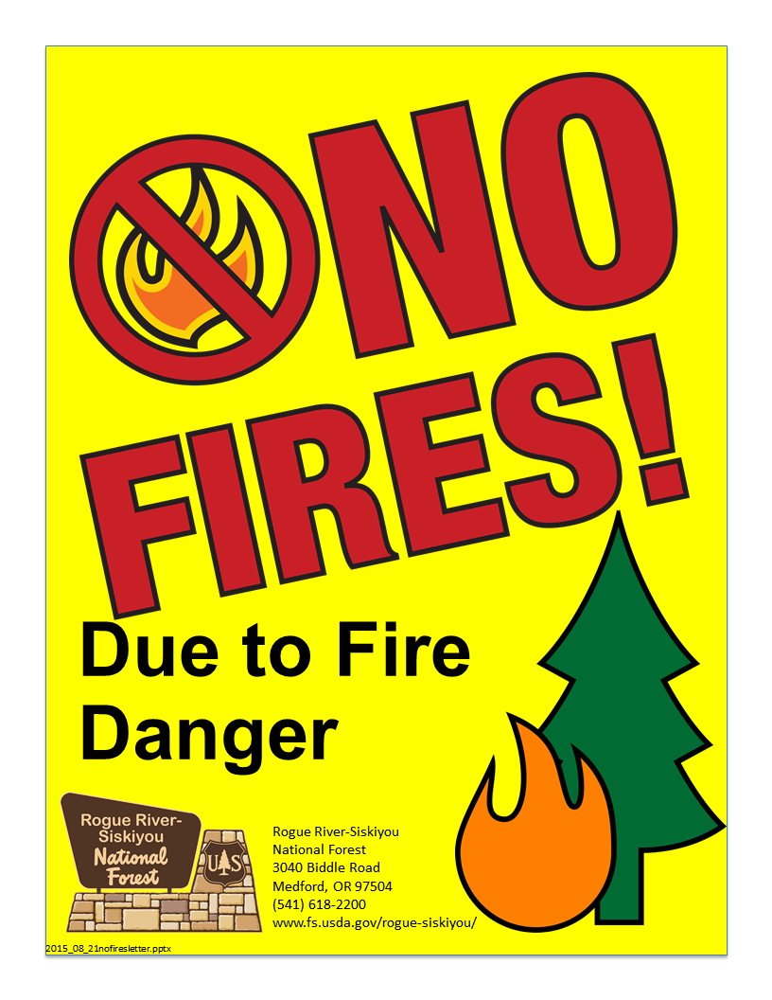 NO
FIRES!
Due to Fire
Danger
Rogue River-
Siskiyou
National
Forest
US
Rogue River-Siskiyou
National Forest
3040 Biddle Road
Medford, OR 97504
(541) 618-2200
www.fs.usda.gov/rogue-siskiyou/
2015_08_21nofiresletter.pptx